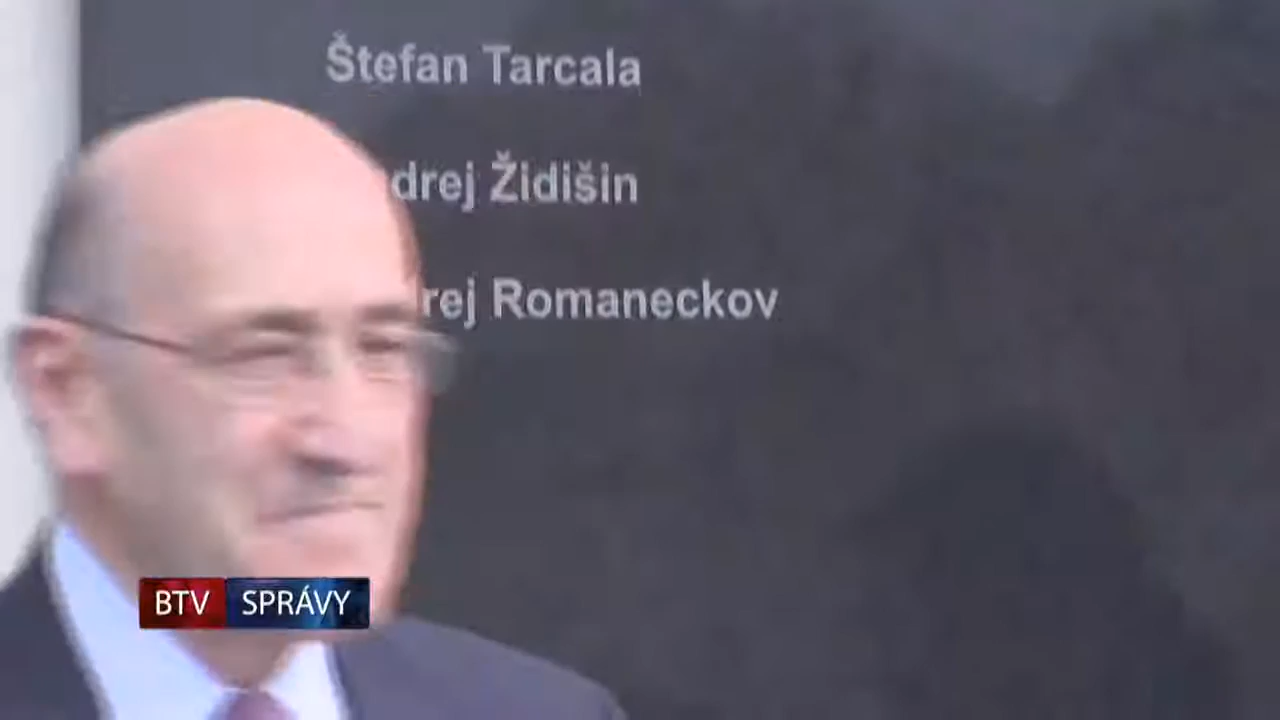 Štefan Tarcala
drej Židišin
rej Romaneckov
BTV SPRÁVY